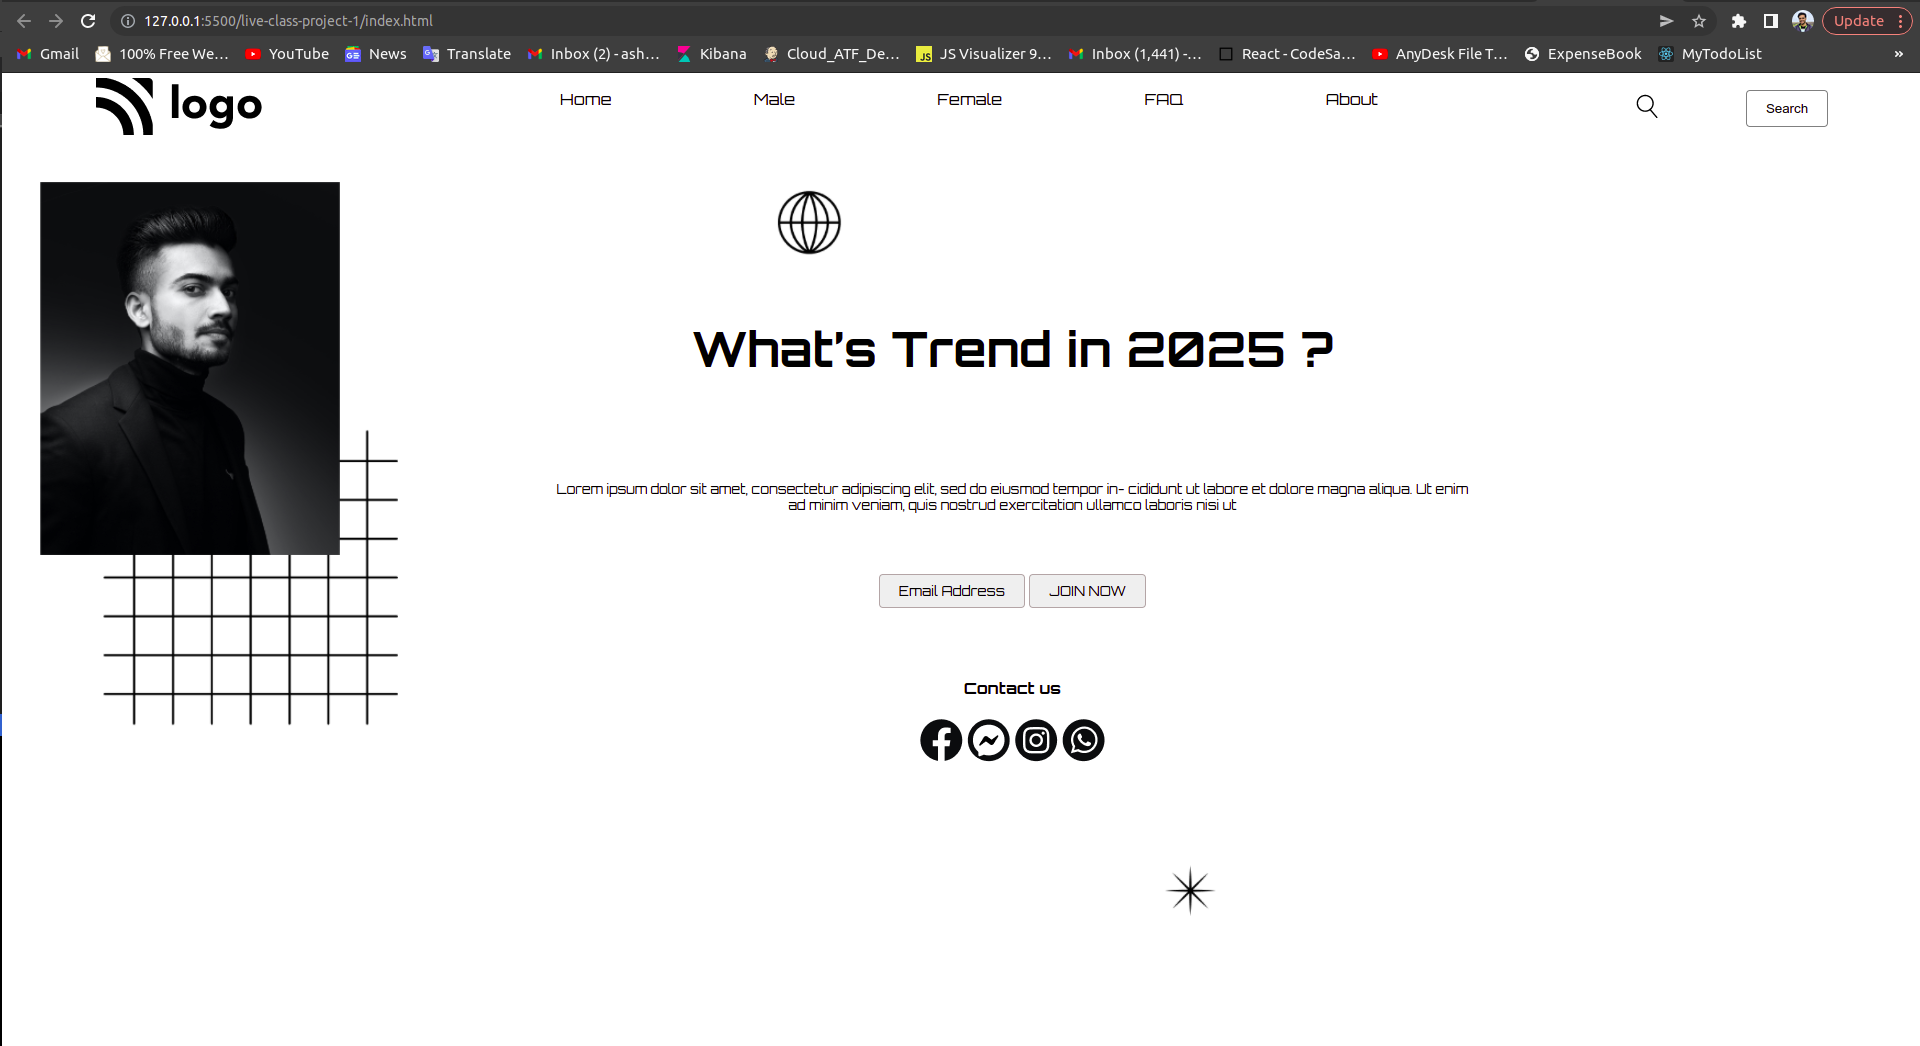 127.0.0.1:5500/live-class-project-1/index.html
Update
Gmail 100% Free We... YouTube News Translate Inbox (2) - ash... Kibana Cloud_ATF_De... JS Visualizer 9... Inbox (1,441) -... React - CodeSa... AnyDesk File T... ExpenseBook MyTodoList »
logo Home Male Female FAQ About Search
What's Trend in 2025 ?
Lorem ipsum dolor sit amet, consectetur adipiscing elit, sed do eiusmod tempor in- cididunt ut labore et dolore magna aliqua. Ut enim
ad minim veniam, quis nostrud exercitation ullamco laboris nisi ut
Email Address JOIN NOW
Contact us